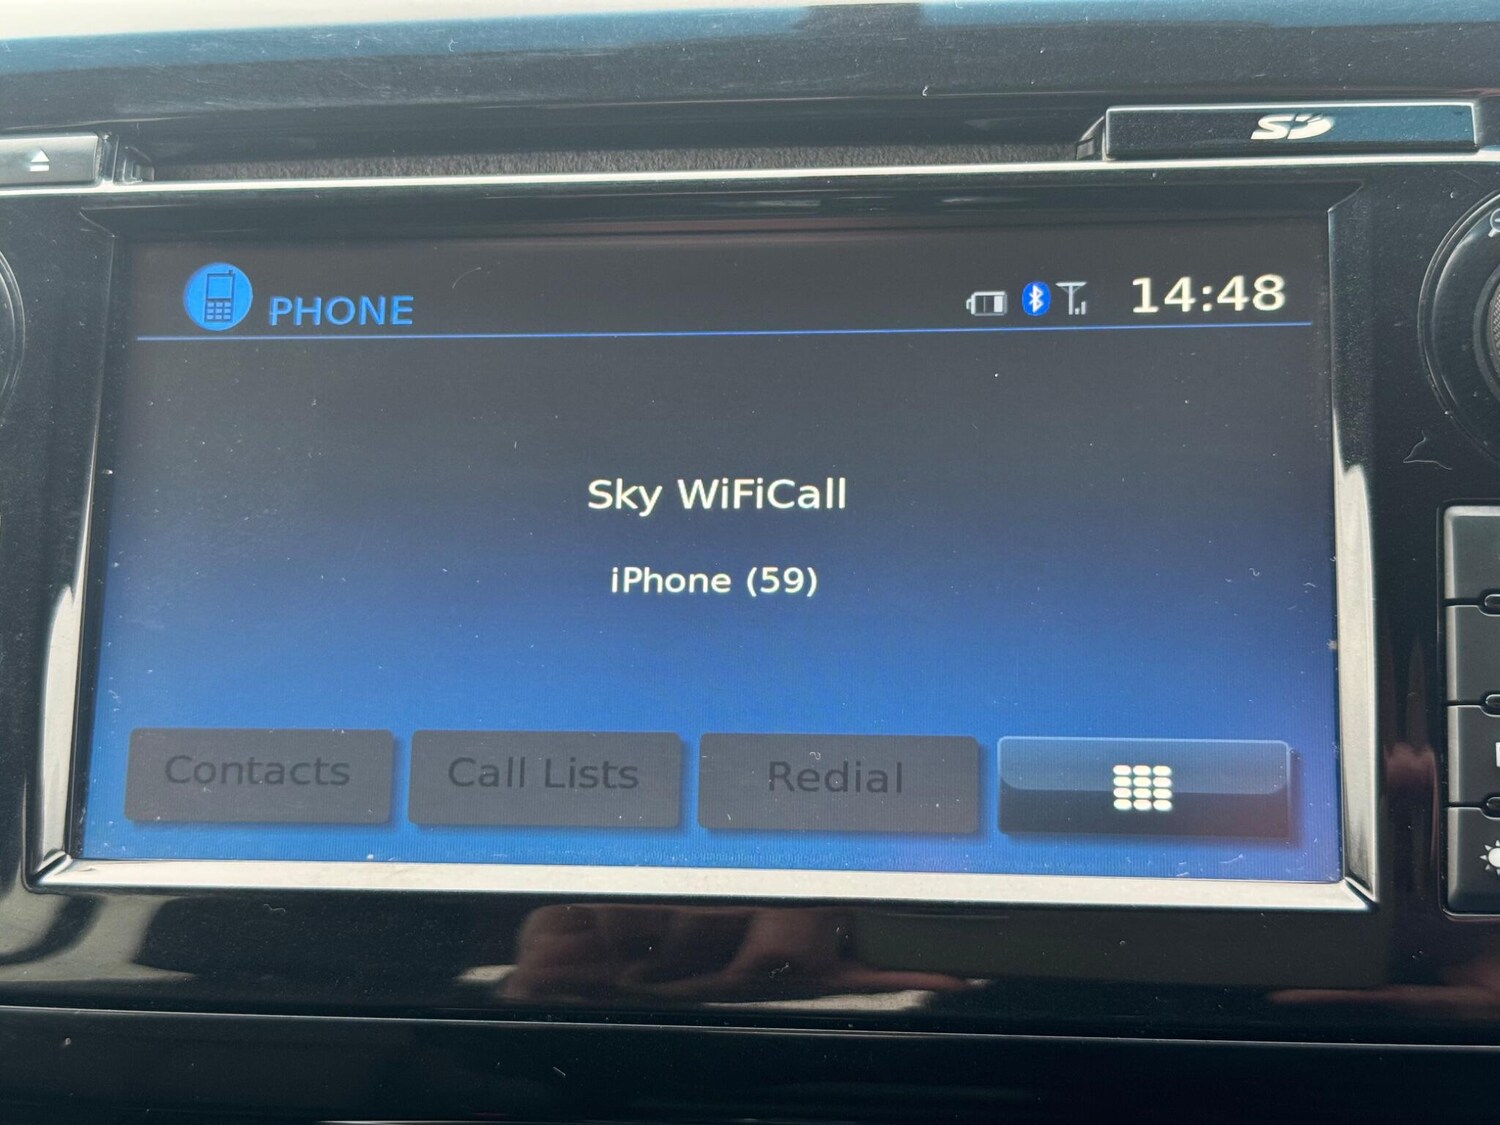 SD
PHONE
14:48
Sky WiFiCall
iPhone (59)
Contacts
Call Lists
Redial